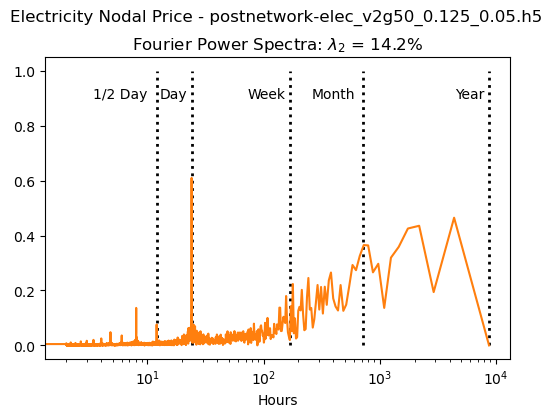 Electricity Nodal Price - postnetwork-elec_v2g50_0.125_0.05.h5
Fourier Power Spectra: λ₂ = 14.2%
1.0
1/2 Day Day Week Month Year
0.8
0.6
0.4
0.2
0.0
10¹ 10² 10³ 10⁴
Hours